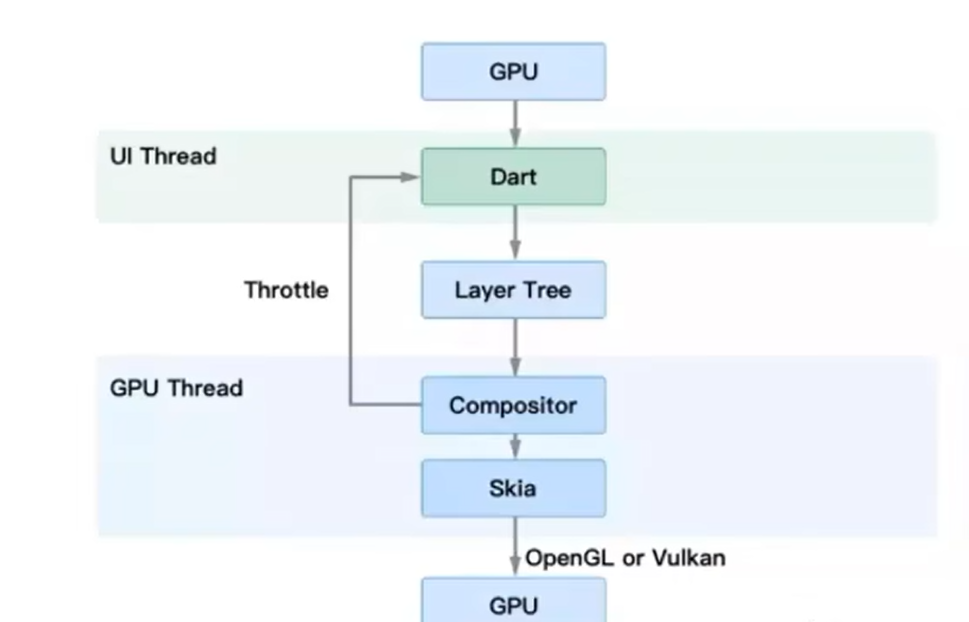 GPU
UI Thread
Dart
Throttle
Layer Tree
GPU Thread
Compositor
Skia
OpenGL or Vulkan
GPU